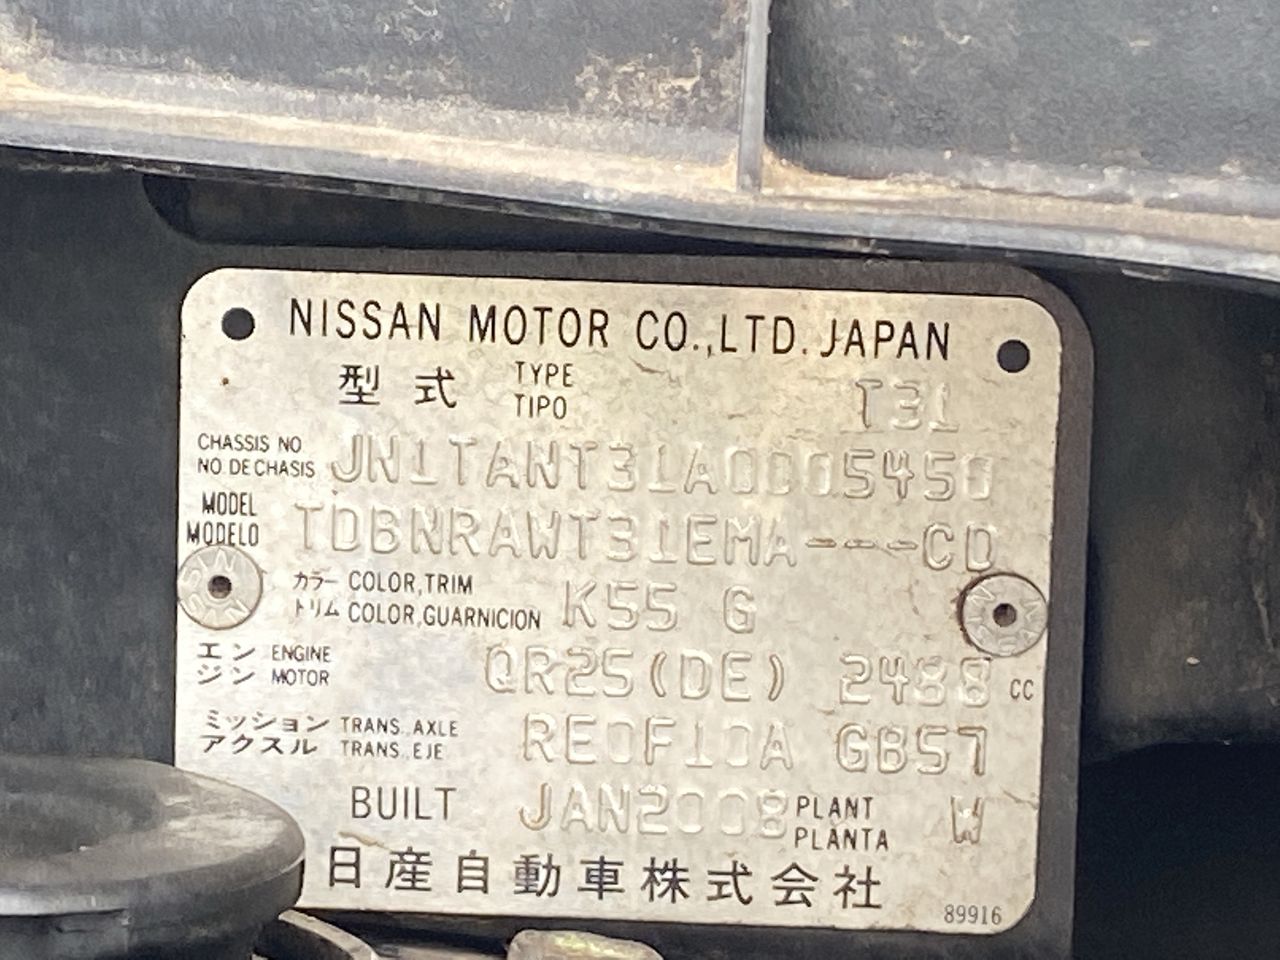 NISSAN MOTOR CO.,LTD. JAPAN
型式 TYPE TIPO T31
CHASSIS NO
NO DE CHASIS JN1TANT31A0005450
MODEL
MODELO TDBNRAWT31EMA---CD
カラー COLOR,TRIM
トリム COLOR,GUARNICION K55 G
エン ENGINE
ジン MOTOR QR25(DE) 2488 CC
ミッション TRANS.,AXLE
アクスル TRANS.,EJE RE0F10A GB57
BUILT JAN2008 PLANT PLANTA W
日産自動車株式会社
89916